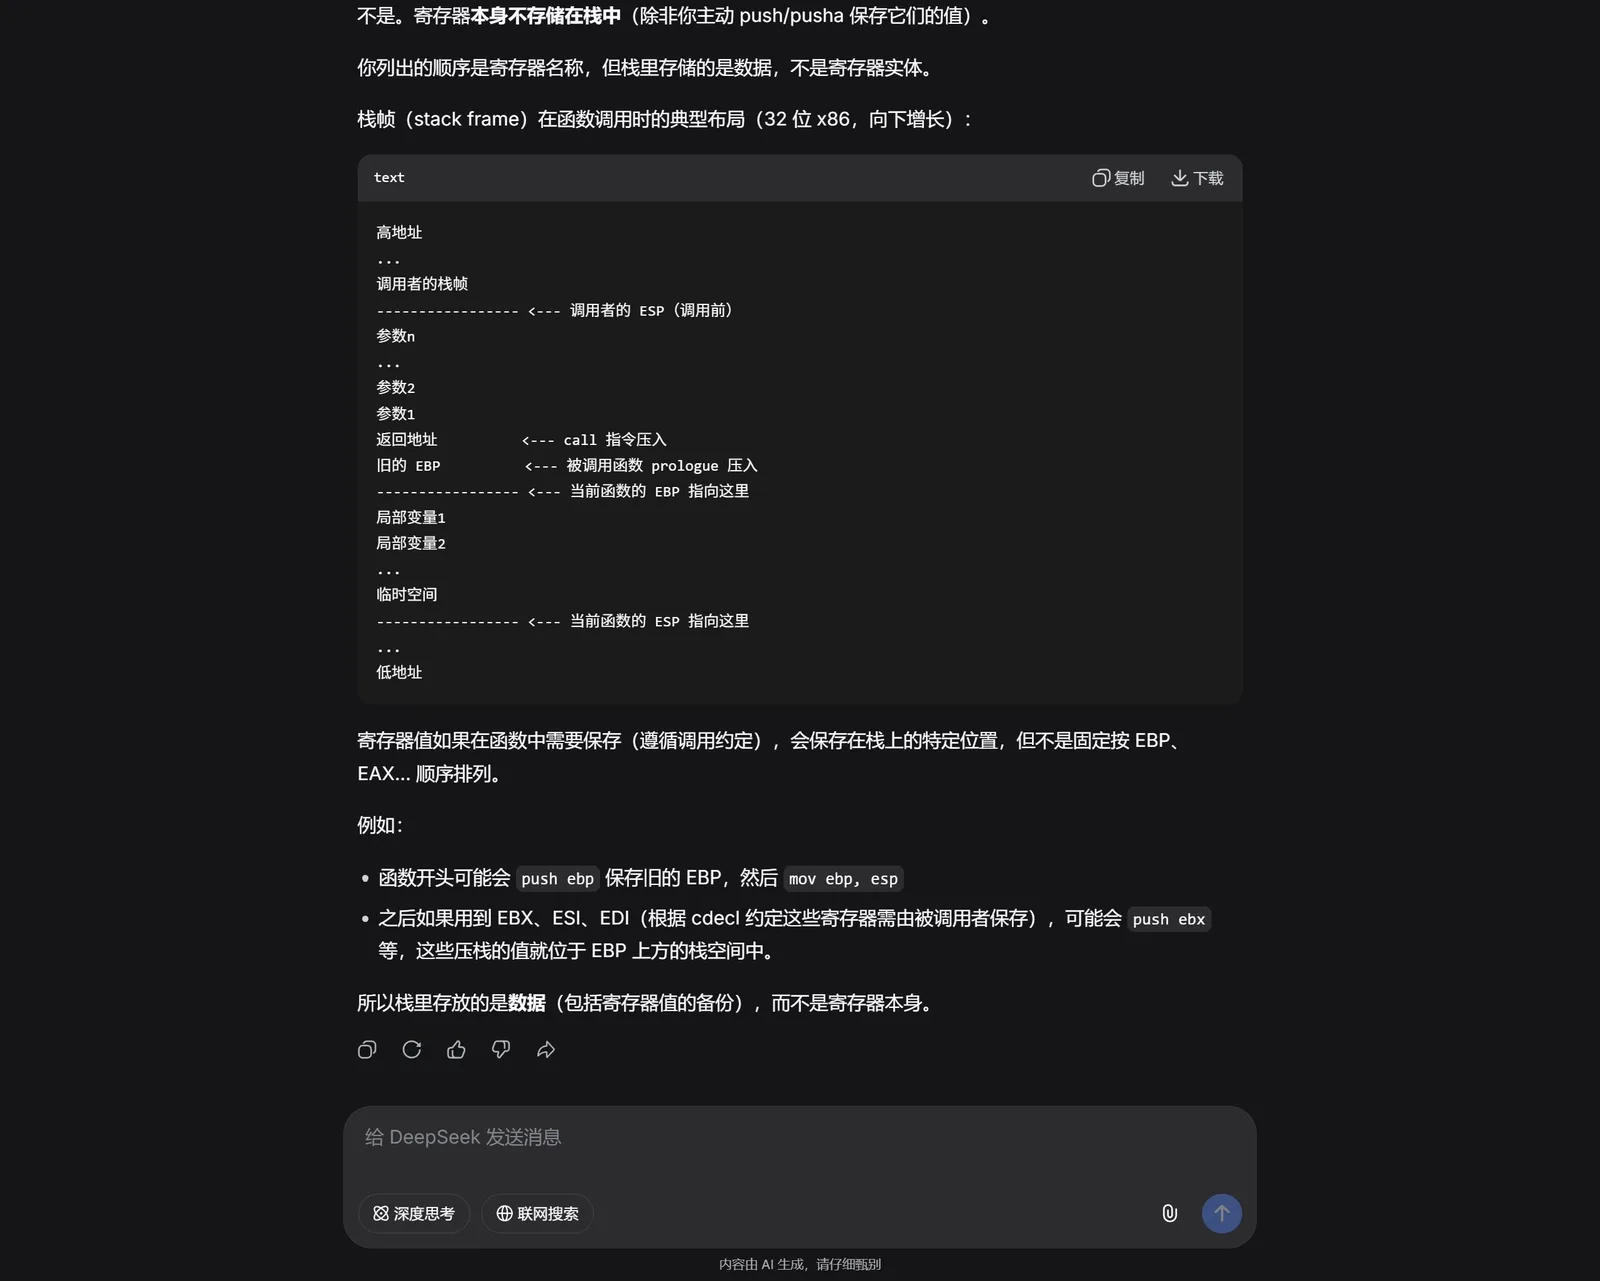 不是。寄存器本身不存储在栈中（除非你主动 push/pusha 保存它们的值）。
你列出的顺序是寄存器名称，但栈里存储的是数据，不是寄存器实体。
栈帧（stack frame）在函数调用时的典型布局（32 位 x86，向下增长）：
text 复制 下载
高地址
...
调用者的栈帧
----------------- <--- 调用者的 ESP（调用前）
参数n
...
参数2
参数1
返回地址          <--- call 指令压入
旧的 EBP          <--- 被调用函数 prologue 压入
----------------- <--- 当前函数的 EBP 指向这里
局部变量1
局部变量2
...
临时空间
----------------- <--- 当前函数的 ESP 指向这里
...
低地址
寄存器值如果在函数中需要保存（遵循调用约定），会保存在栈上的特定位置，但不是固定按 EBP、
EAX... 顺序排列。
例如：
• 函数开头可能会 push ebp 保存旧的 EBP，然后 mov ebp, esp
• 之后如果用到 EBX、ESI、EDI（根据 cdecl 约定这些寄存器需由被调用者保存），可能会 push ebx
等，这些压栈的值就位于 EBP 上方的栈空间中。
所以栈里存放的是数据（包括寄存器值的备份），而不是寄存器本身。
给 DeepSeek 发送消息
深度思考 联网搜索
内容由 AI 生成，请仔细甄别